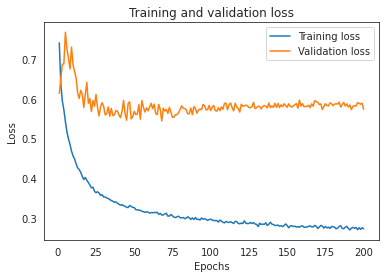 Training and validation loss
Training loss
Validation loss
0.7
0.6
0.5
0.4
0.3
Loss
0 25 50 75 100 125 150 175 200
Epochs